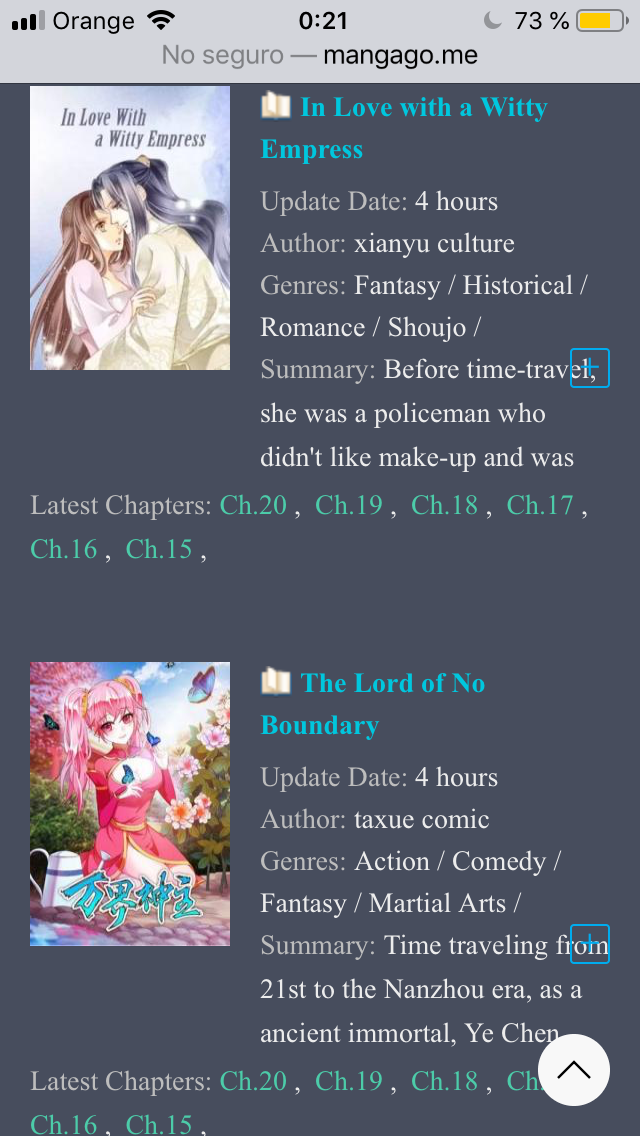 Orange 0:21 73 %
No seguro — mangago.me
In Love With
a Witty Empress
In Love with a Witty
Empress
Update Date: 4 hours
Author: xianyu culture
Genres: Fantasy / Historical /
Romance / Shoujo /
Summary: Before time-travel,
she was a policeman who
didn't like make-up and was
Latest Chapters: Ch.20 , Ch.19 , Ch.18 , Ch.17 ,
Ch.16 , Ch.15 ,
万界神主
The Lord of No
Boundary
Update Date: 4 hours
Author: taxue comic
Genres: Action / Comedy /
Fantasy / Martial Arts /
Summary: Time traveling from
21st to the Nanzhou era, as a
ancient immortal, Ye Chen
Latest Chapters: Ch.20 , Ch.19 , Ch.18 , Ch.
Ch.16 , Ch.15 ,